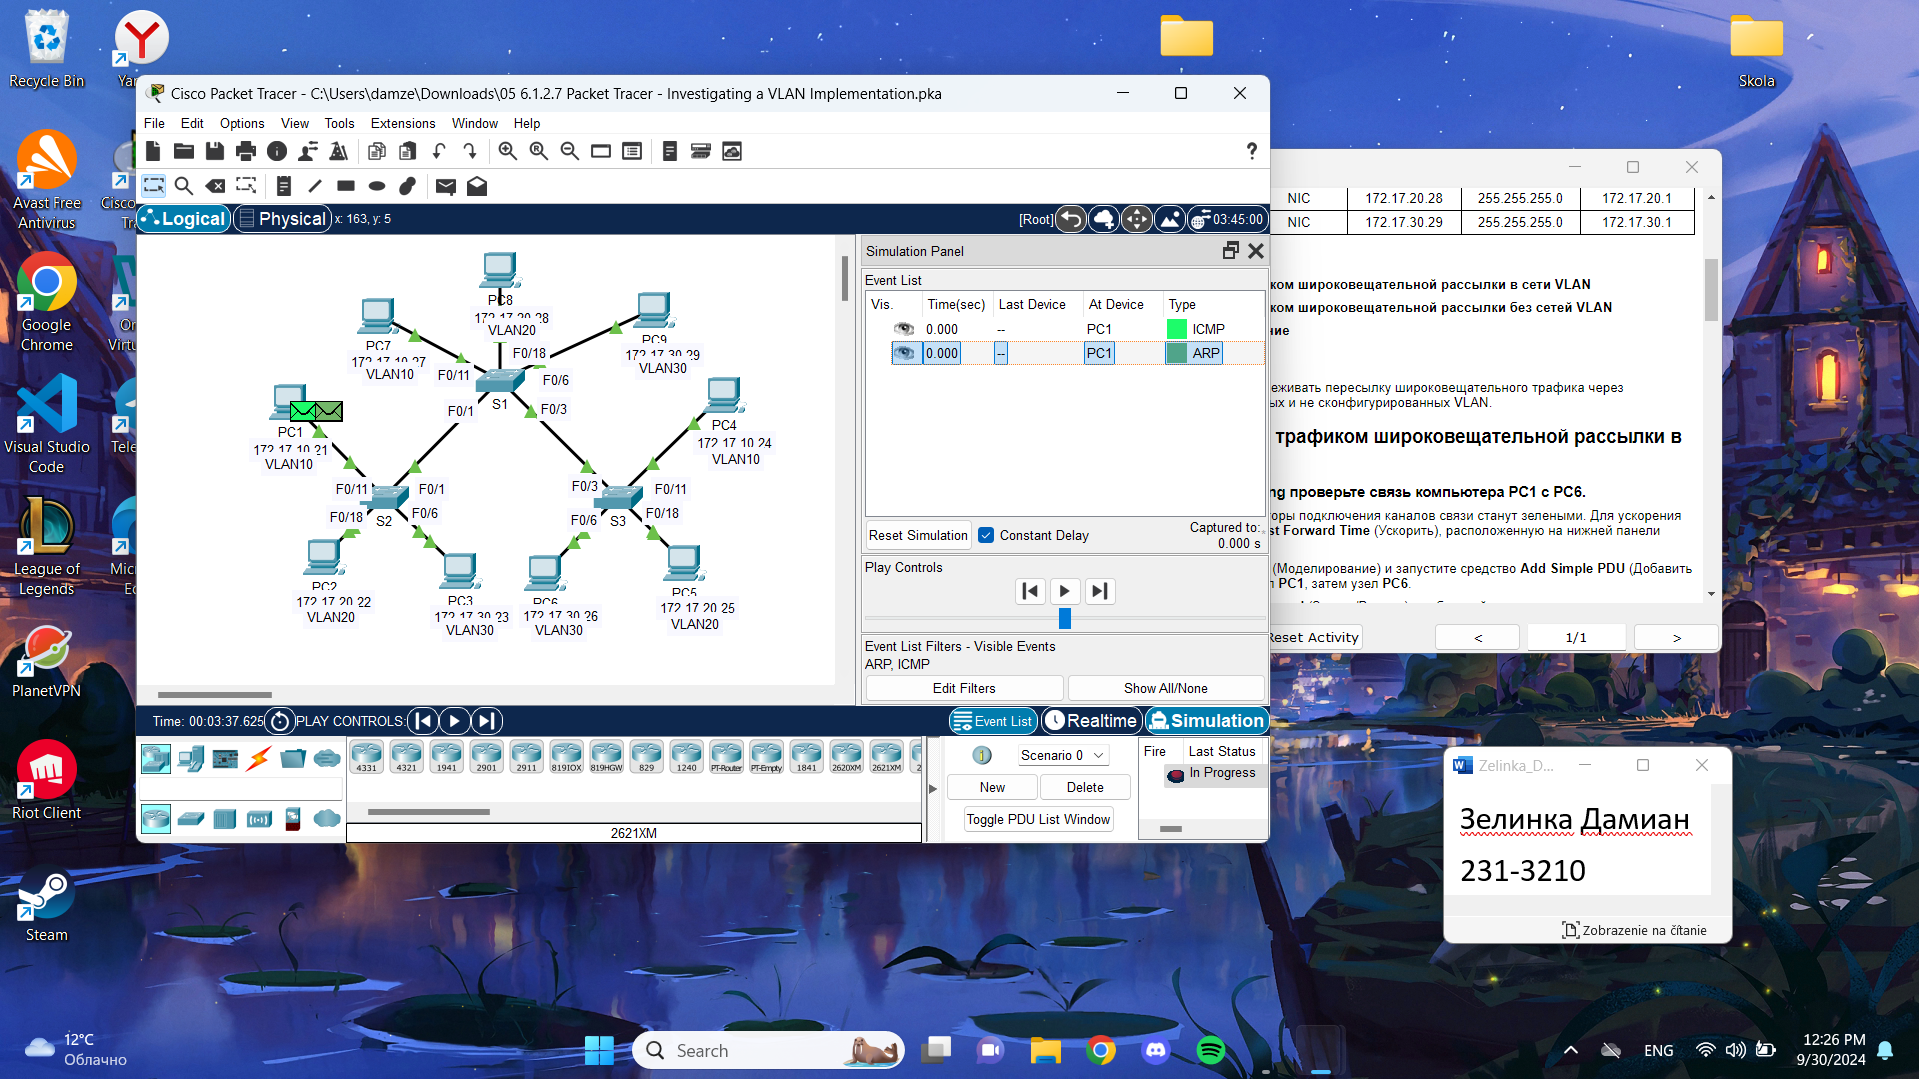 Recycle Bin
Yan
Skola
Avast Free
Antivirus
Cisco
Tra
Google
Chrome
Or
Virtu
Visual Studio
Code
Tele
League of
Legends
Micr
Ed
PlanetVPN
Riot Client
Steam
Cisco Packet Tracer - C:\Users\damze\Downloads\05 6.1.2.7 Packet Tracer - Investigating a VLAN Implementation.pka
File Edit Options View Tools Extensions Window Help
Logical Physical x: 163, y: 5 [Root] 03:45:00
PC8
172.17.20.28
VLAN20
PC7
172.17.10.27
VLAN10
PC9
172.17.30.29
VLAN30
F0/11
F0/18
F0/6
S1
F0/1
F0/3
PC1
172.17.10.21
VLAN10
PC4
172.17.10.24
VLAN10
F0/11
F0/1
F0/3
F0/11
F0/18
F0/6
S2
F0/6
F0/18
S3
PC2
172.17.20.22
VLAN20
PC3
172.17.30.23
VLAN30
PC6
172.17.30.26
VLAN30
PC5
172.17.20.25
VLAN20
Simulation Panel
Event List
Vis. Time(sec) Last Device At Device Type
0.000 -- PC1 ICMP
0.000 -- PC1 ARP
Reset Simulation Constant Delay Captured to:
0.000 s
Play Controls
Event List Filters - Visible Events
ARP, ICMP
Edit Filters Show All/None
Time: 00:03:37.625 PLAY CONTROLS: Event List Realtime Simulation
4331 4321 1941 2901 2911 819IOX 819HGW 829 1240 PT-Router PT-Empty 1841 2620XM 2621XM 2
2621XM
Scenario 0
New Delete
Toggle PDU List Window
Fire Last Status
In Progress
NIC 172.17.20.28 255.255.255.0 172.17.20.1
NIC 172.17.30.29 255.255.255.0 172.17.30.1
ком широковещательной рассылки в сети VLAN
ком широковещательной рассылки без сетей VLAN
ние
еживать пересылку широковещательного трафика через
ых и не сконфигурированных VLAN.
трафиком широковещательной рассылки в
ng проверьте связь компьютера PC1 с PC6.
оры подключения каналов связи станут зелеными. Для ускорения
st Forward Time (Ускорить), расположенную на нижней панели
(Моделирование) и запустите средство Add Simple PDU (Добавить
л PC1, затем узел PC6.
Reset Activity < 1/1 >
Zelinka_D...
Зелинка Дамиан
231-3210
Zobrazenie na čítanie
12°C
Облачно
Search
ENG
12:26 PM
9/30/2024